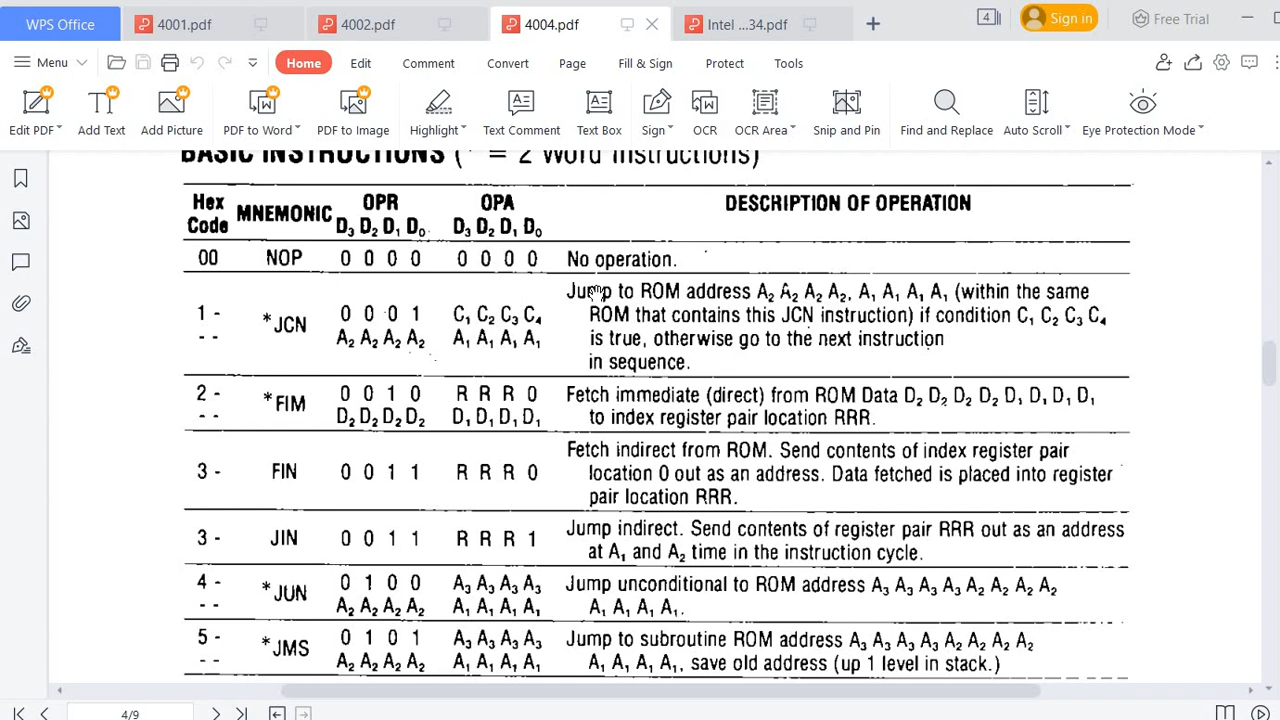 WPS Office 4001.pdf 4002.pdf 4004.pdf Intel ...34.pdf 4 Sign in Free Trial
Menu Home Edit Comment Convert Page Fill & Sign Protect Tools
Edit PDF Add Text Add Picture PDF to Word PDF to Image Highlight Text Comment Text Box Sign OCR OCR Area Snip and Pin Find and Replace Auto Scroll Eye Protection Mode
BASIC INSTRUCTIONS (* = 2 Word Instructions)
Hex Code MNEMONIC OPR D₃ D₂ D₁ D₀ OPA D₃ D₂ D₁ D₀ DESCRIPTION OF OPERATION
00 NOP 0 0 0 0 0 0 0 0 No operation.
1 - *JCN 0 0 0 1 C₁ C₂ C₃ C₄ Jump to ROM address A₂ A₂ A₂ A₂, A₁ A₁ A₁ A₁ (within the same
- - A₂ A₂ A₂ A₂ A₁ A₁ A₁ A₁ ROM that contains this JCN instruction) if condition C₁ C₂ C₃ C₄
is true, otherwise go to the next instruction
in sequence.
2 - *FIM 0 0 1 0 R R R 0 Fetch immediate (direct) from ROM Data D₂ D₂ D₂ D₂ D₁ D₁ D₁ D₁
- - D₂ D₂ D₂ D₂ D₁ D₁ D₁ D₁ to index register pair location RRR.
3 - FIN 0 0 1 1 R R R 0 Fetch indirect from ROM. Send contents of index register pair
location 0 out as an address. Data fetched is placed into register
pair location RRR.
3 - JIN 0 0 1 1 R R R 1 Jump indirect. Send contents of register pair RRR out as an address
at A₁ and A₂ time in the instruction cycle.
4 - *JUN 0 1 0 0 A₃ A₃ A₃ A₃ Jump unconditional to ROM address A₃ A₃ A₃ A₃ A₂ A₂ A₂ A₂
- - A₂ A₂ A₂ A₂ A₁ A₁ A₁ A₁ A₁ A₁ A₁ A₁.
5 - *JMS 0 1 0 1 A₃ A₃ A₃ A₃ Jump to subroutine ROM address A₃ A₃ A₃ A₃ A₂ A₂ A₂ A₂
- - A₂ A₂ A₂ A₂ A₁ A₁ A₁ A₁ A₁ A₁ A₁ A₁, save old address (up 1 level in stack.)
4/9